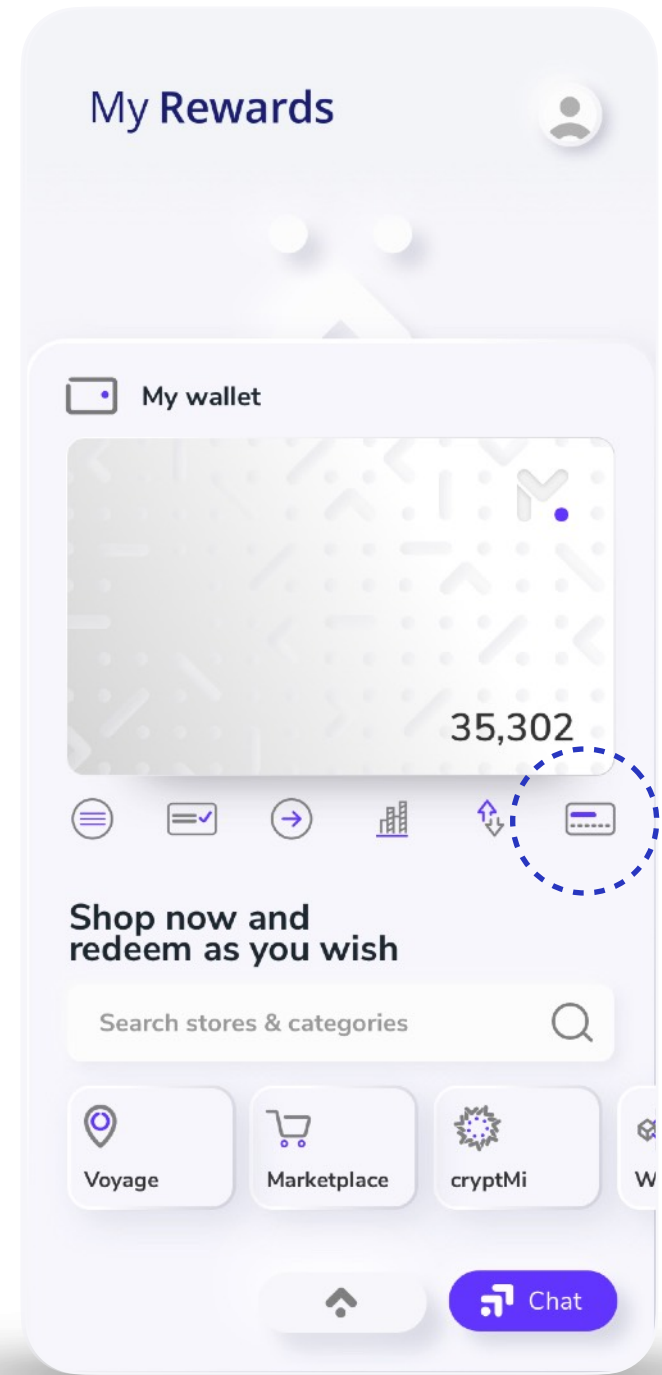 My Rewards
My wallet
35,302
Shop now and
redeem as you wish
Search stores & categories
Voyage
Marketplace
cryptMi
W
Chat